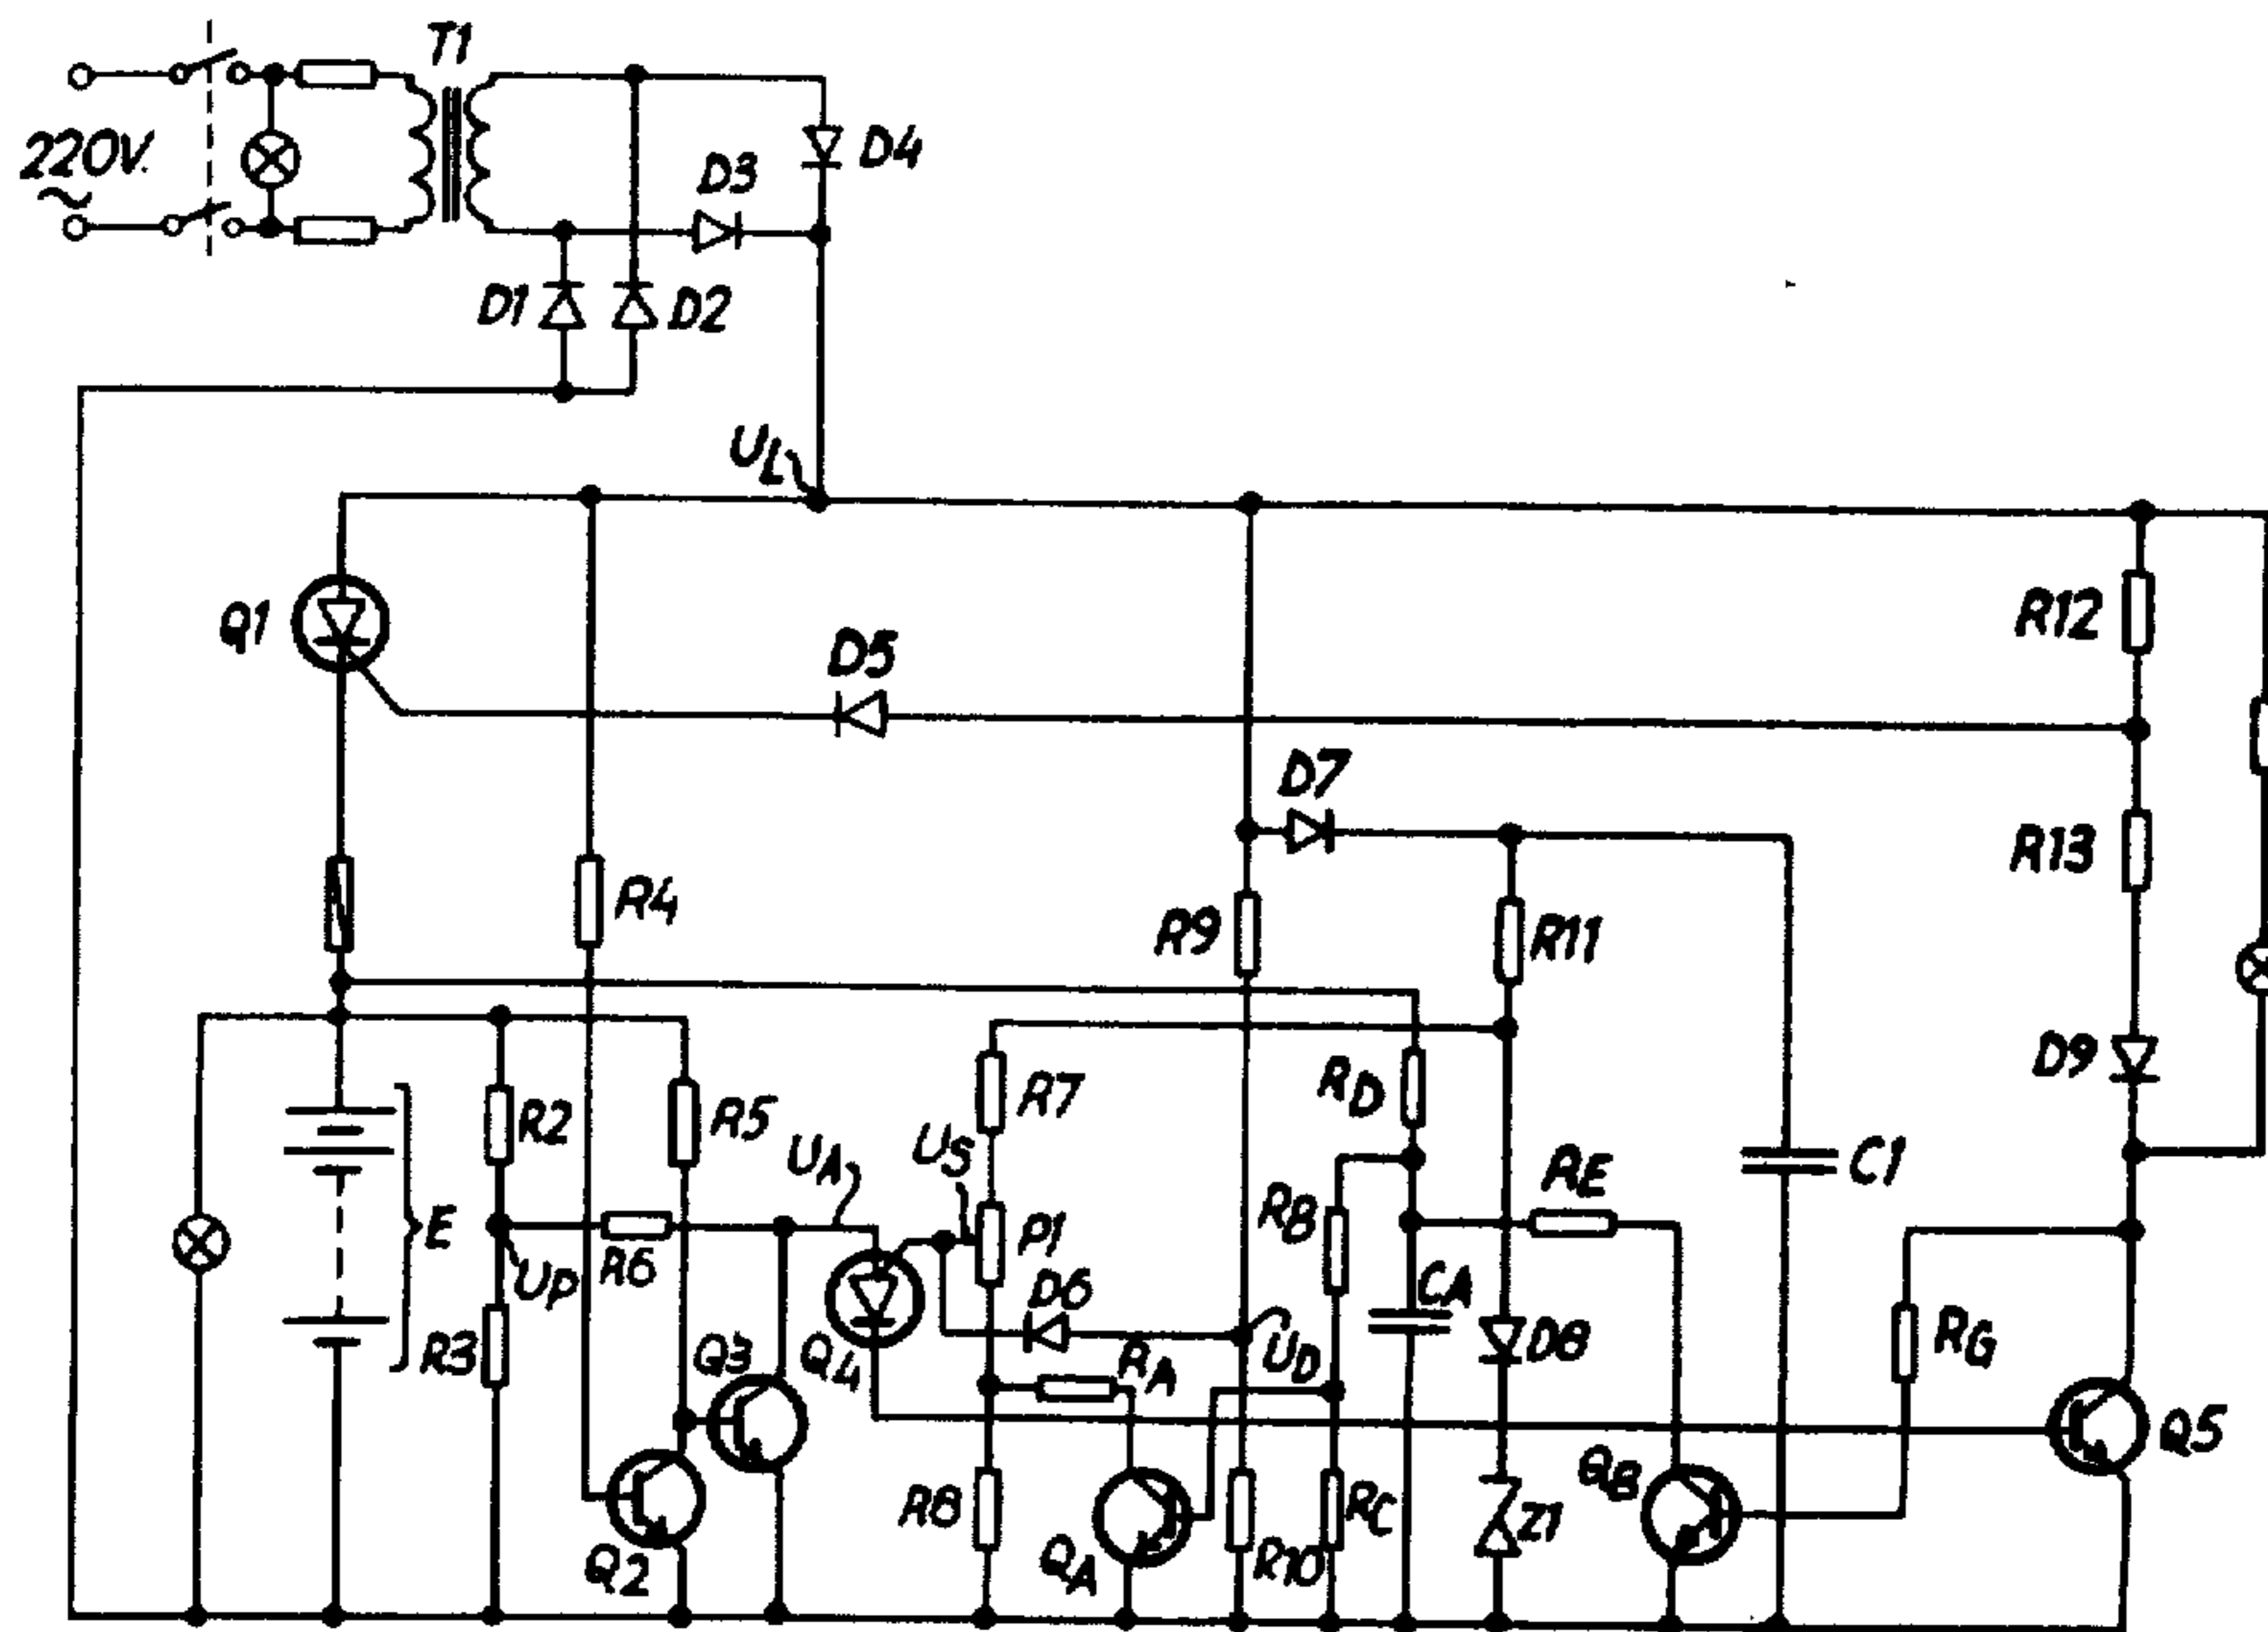 T1
220V.
~
D4
D3
D1
D2
UL
Q1
R12
D5
D7
R13
R4
R9
R11
D9
RD
R7
R2
R5
US
UA
RE
C1
RB
P1
E
R6
UP
CA
D6
R3
Q3
Q4
UD
RA
D8
RG
Q5
QB
R8
RC
Z1
Q2
QA
R10